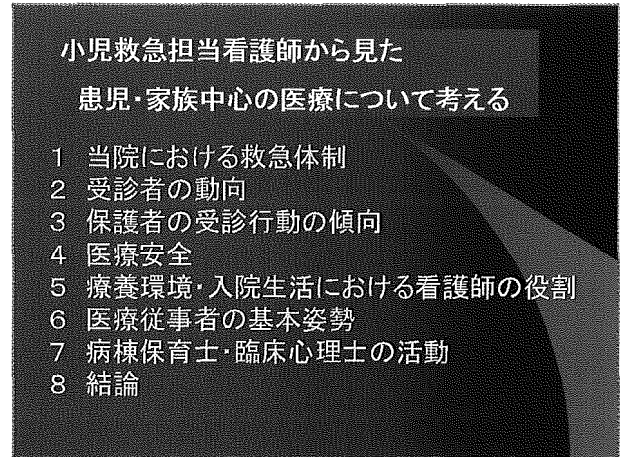 小児救急担当看護師から見た
患児・家族中心の医療について考える
1 当院における救急体制
2 受診者の動向
3 保護者の受診行動の傾向
4 医療安全
5 療養環境・入院生活における看護師の役割
6 医療従事者の基本姿勢
7 病棟保育士・臨床心理士の活動
8 結論